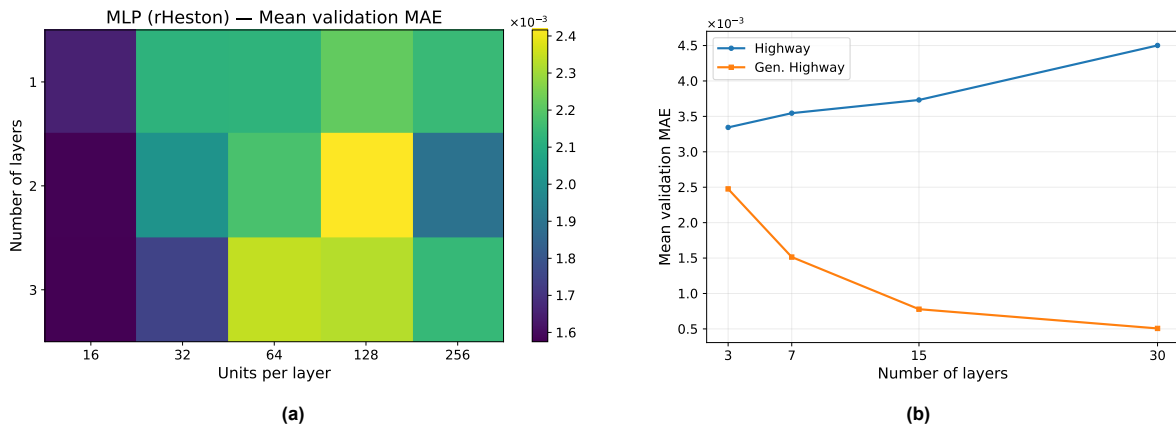 MLP (rHeston) — Mean validation MAE
×10⁻³
Number of layers
1
2
3
16 32 64 128 256
Units per layer
2.4
2.3
2.2
2.1
2.0
1.9
1.8
1.7
1.6
(a)
×10⁻³
Highway
Gen. Highway
Mean validation MAE
4.5
4.0
3.5
3.0
2.5
2.0
1.5
1.0
0.5
3 7 15 30
Number of layers
(b)